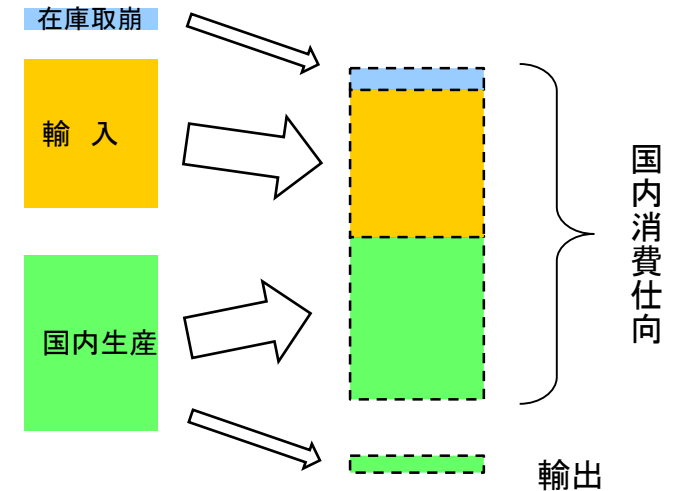 在庫取崩
輸 入
国内生産
国内消費仕向
輸出